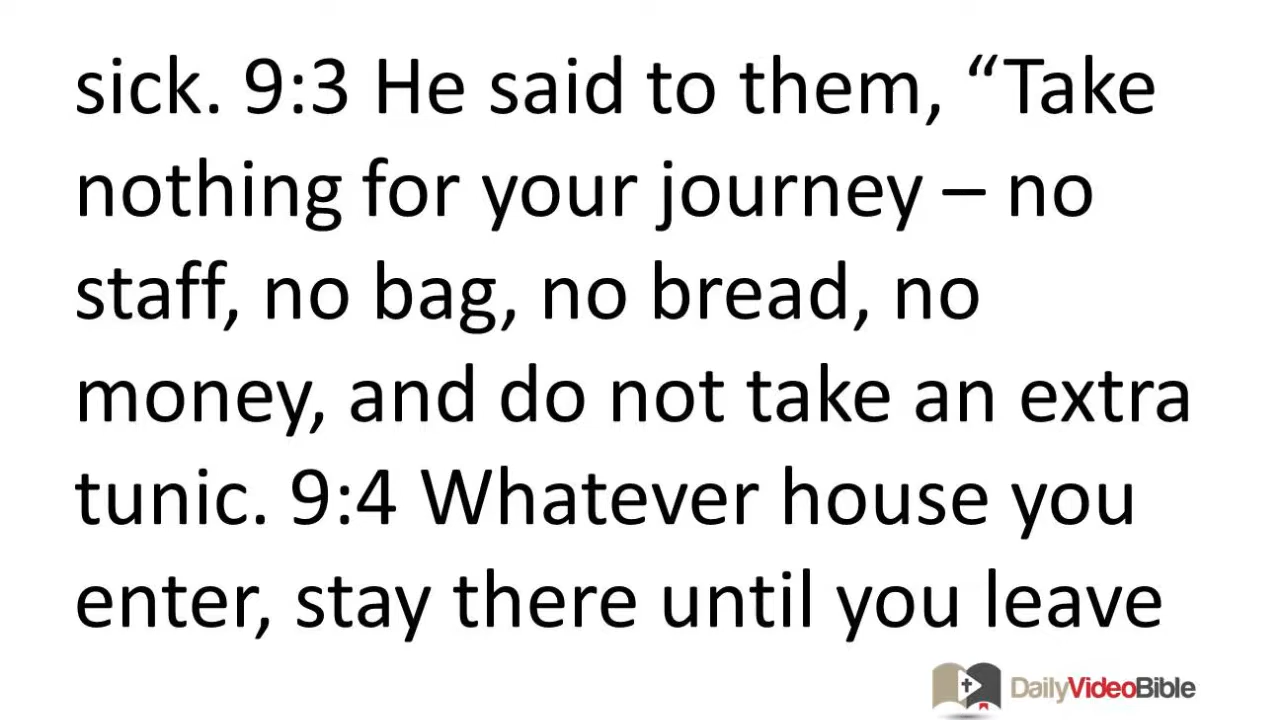 sick. 9:3 He said to them, “Take
nothing for your journey – no
staff, no bag, no bread, no
money, and do not take an extra
tunic. 9:4 Whatever house you
enter, stay there until you leave
DailyVideoBible